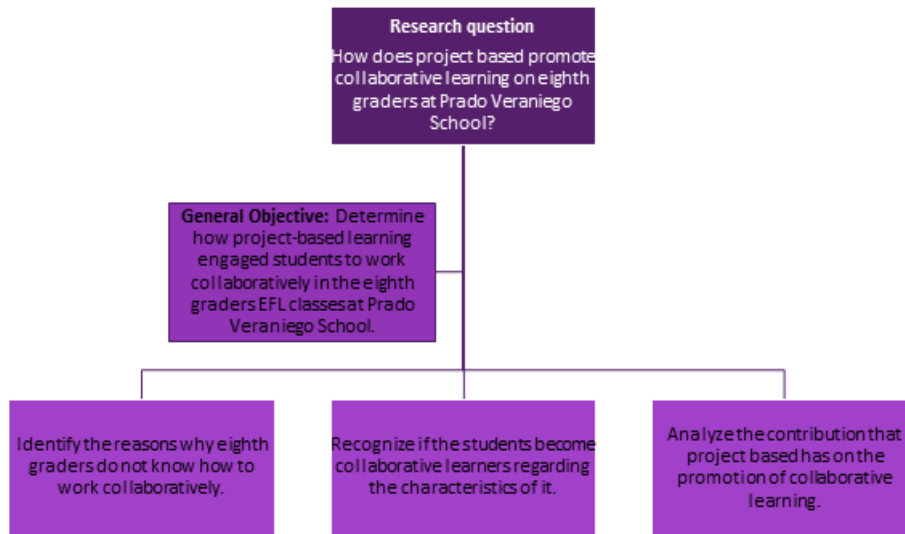 Research question
How does project based promote
collaborative learning on eighth
graders at Prado Veraniego
School?
General Objective: Determine
how project-based learning
engaged students to work
collaboratively in the eighth
graders EFL classes at Prado
Veraniego School.
Identify the reasons why eighth
graders do not know how to
work collaboratively.
Recognize if the students become
collaborative learners regarding
the characteristics of it.
Analyze the contribution that
project based has on the
promotion of collaborative
learning.